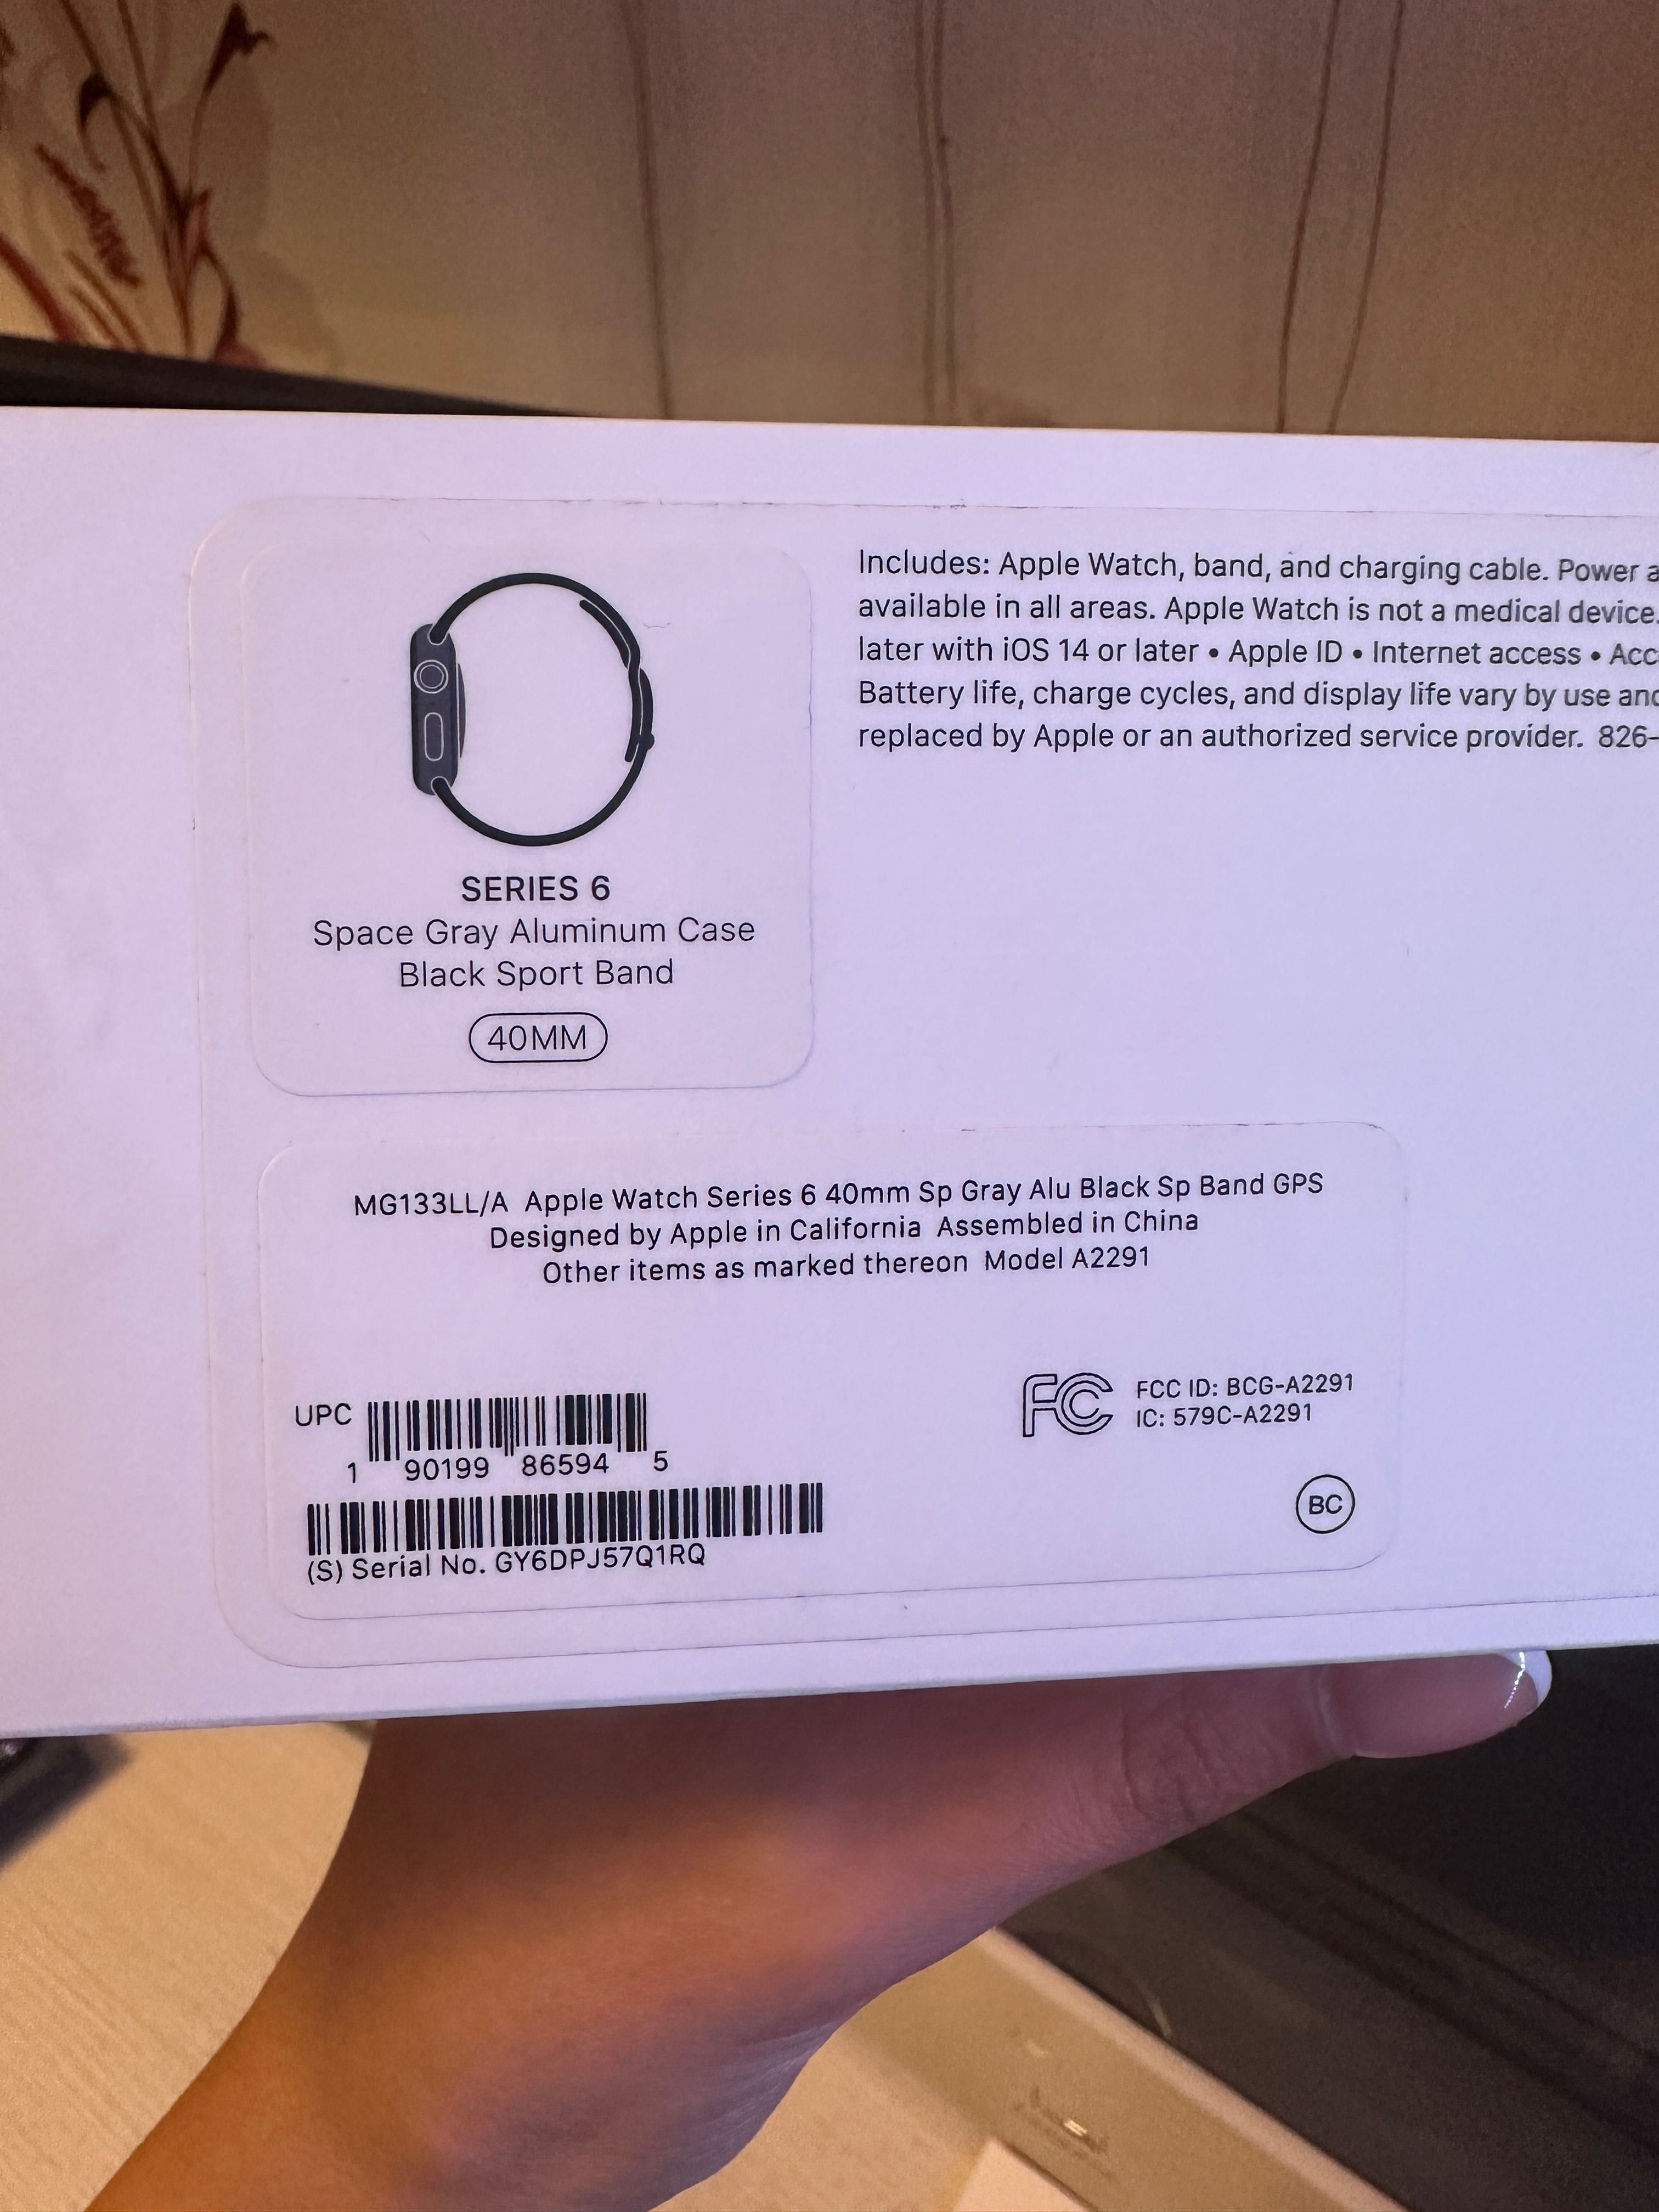 Includes: Apple Watch, band, and charging cable. Power
available in all areas. Apple Watch is not a medical device.
later with iOS 14 or later • Apple ID • Internet access •
Battery life, charge cycles, and display life vary by use
replaced by Apple or an authorized service provider. 826-
SERIES 6
Space Gray Aluminum Case
Black Sport Band
40MM
MG133LL/A Apple Watch Series 6 40mm Sp Gray Alu Black Sp Band GPS
Designed by Apple in California Assembled in China
Other items as marked thereon Model A2291
UPC
1 90199 86594 5
(S) Serial No. GY6DPJ57Q1RQ
FC FCC ID: BCG-A2291
IC: 579C-A2291
BC